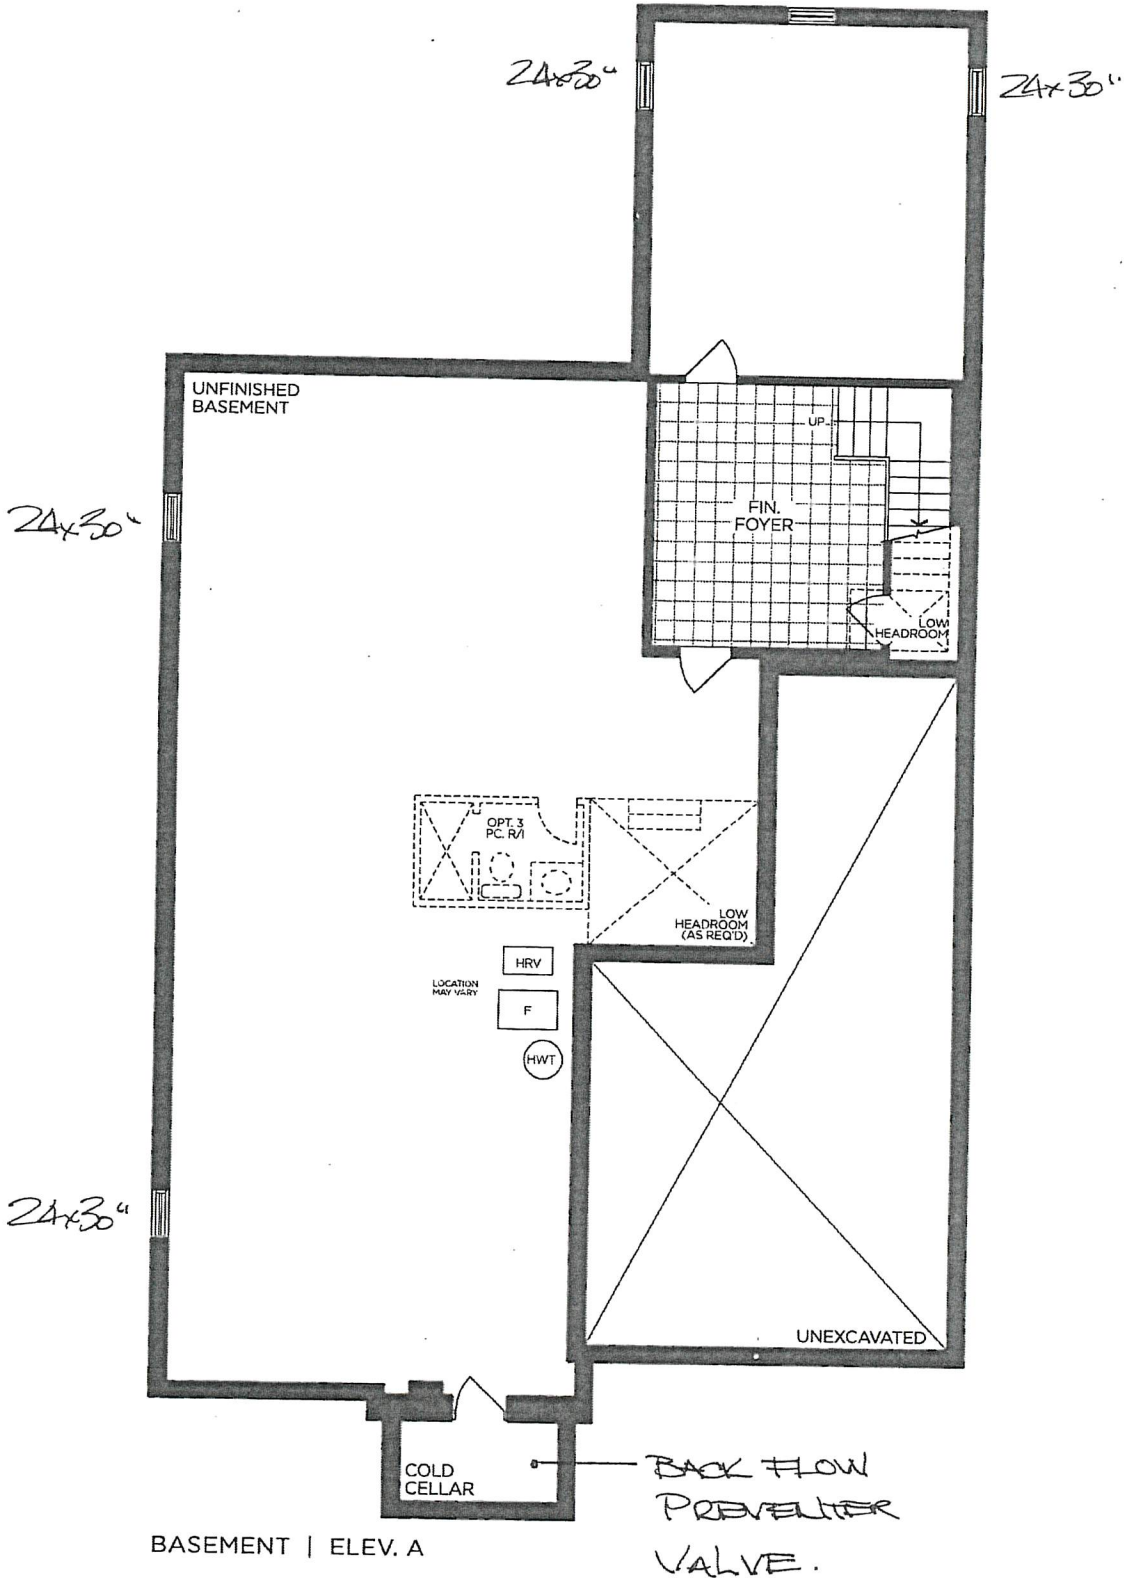 24x30"
24x30"
UNFINISHED
BASEMENT
UP
24x30"
FIN.
FOYER
LOW
HEADROOM
OPT. 3
PC. R/I
LOW
HEADROOM
(AS REQ'D)
HRV
LOCATION
MAY VARY
F
HWT
24x30"
UNEXCAVATED
COLD
CELLAR
BACK FLOW
PREVENTER
VALVE.
BASEMENT | ELEV. A